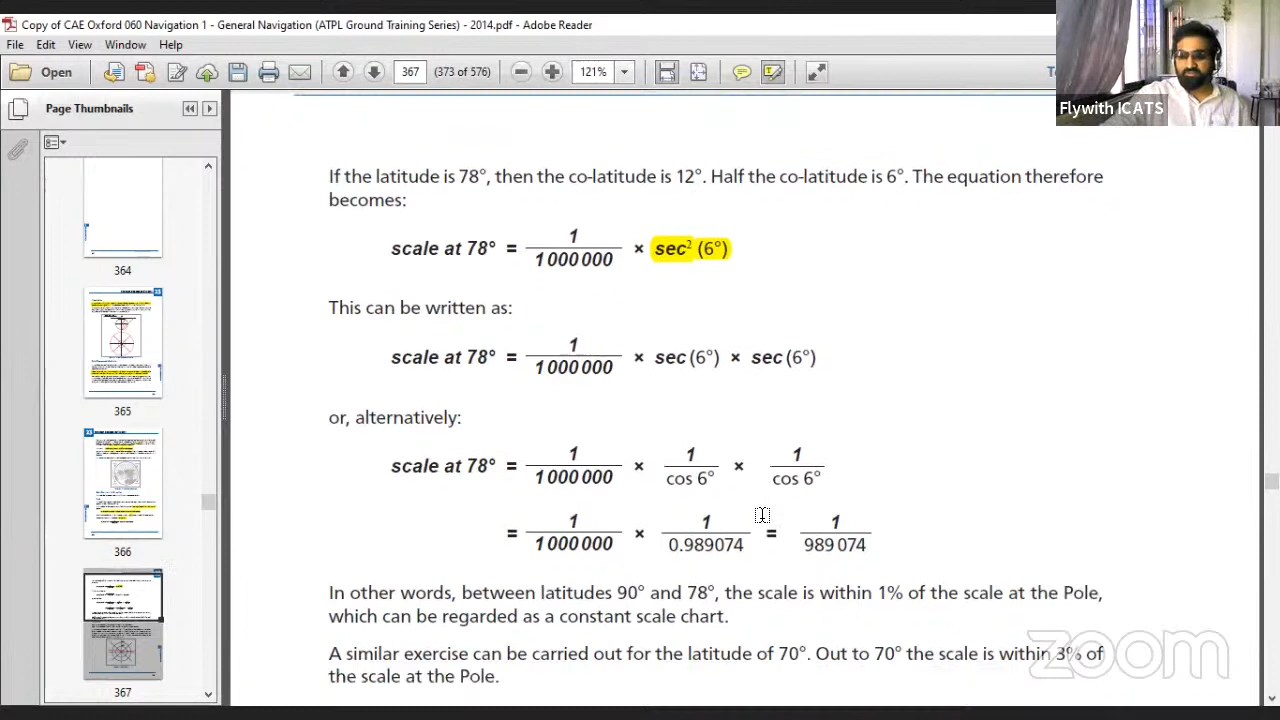 Copy of CAE Oxford 060 Navigation 1 - General Navigation (ATPL Ground Training Series) - 2014.pdf - Adobe Reader
File Edit View Window Help
Open 367 (373 of 576) 121%
Flywith ICATS
Page Thumbnails
364
365
366
367
If the latitude is 78°, then the co-latitude is 12°. Half the co-latitude is 6°. The equation therefore
becomes:
scale at 78° = 1/1 000 000 × sec² (6°)
This can be written as:
scale at 78° = 1/1 000 000 × sec (6°) × sec (6°)
or, alternatively:
scale at 78° = 1/1 000 000 × 1/cos 6° × 1/cos 6°
= 1/1 000 000 × 1/0.989074 = 1/989 074
In other words, between latitudes 90° and 78°, the scale is within 1% of the scale at the Pole,
which can be regarded as a constant scale chart.
A similar exercise can be carried out for the latitude of 70°. Out to 70° the scale is within 3% of
the scale at the Pole.
zoom